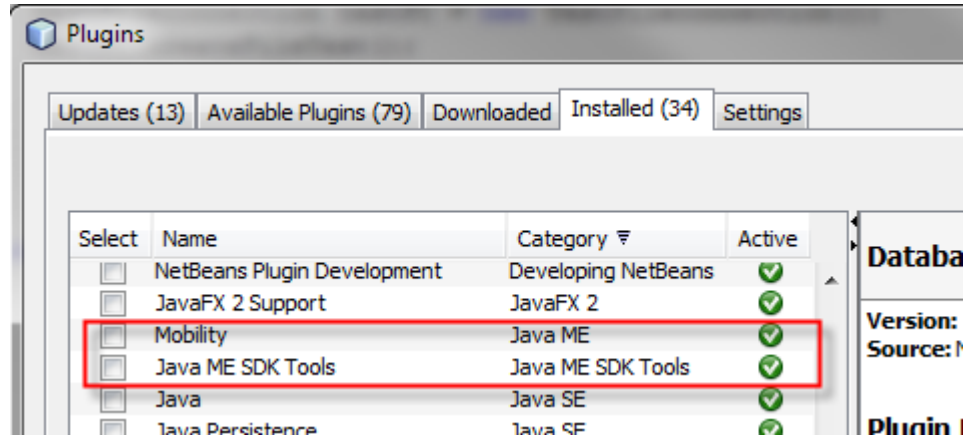 Plugins
Updates (13) Available Plugins (79) Downloaded Installed (34) Settings
Select Name Category Active
NetBeans Plugin Development Developing NetBeans
JavaFX 2 Support JavaFX 2
Mobility Java ME
Java ME SDK Tools Java ME SDK Tools
Java Java SE
Java Persistence Java SE
Databa
Version:
Source: N
Plugin